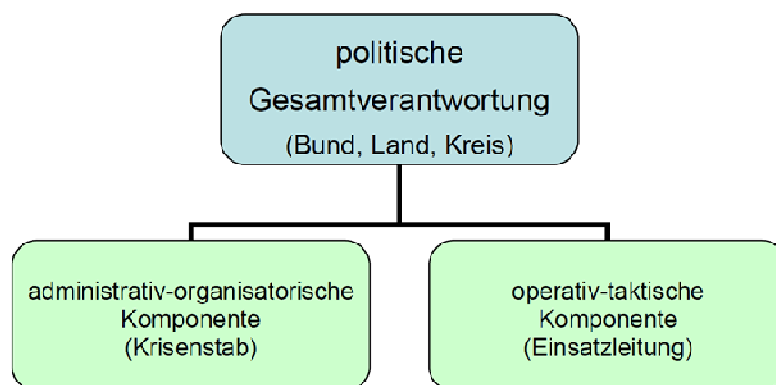 politische
Gesamtverantwortung
(Bund, Land, Kreis)
administrativ-organisatorische
Komponente
(Krisenstab)
operativ-taktische
Komponente
(Einsatzleitung)